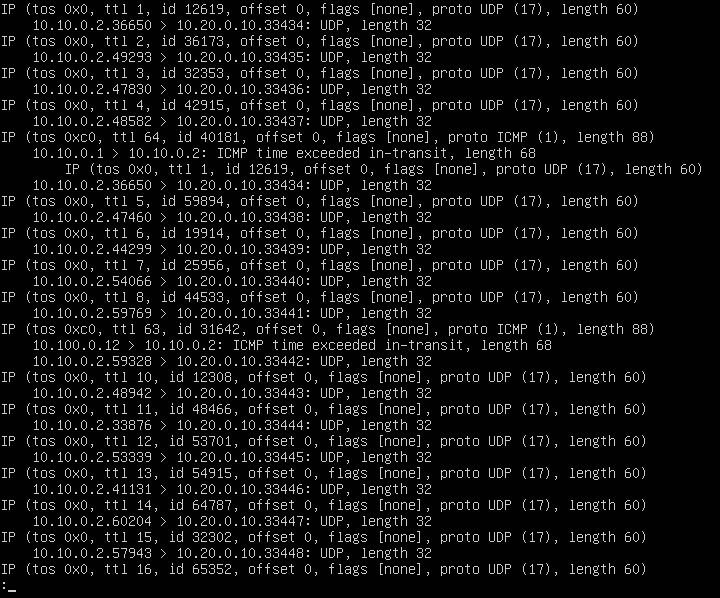 IP (tos 0x0, ttl 1, id 12619, offset 0, flags [none], proto UDP (17), length 60)
10.10.0.2.36650 > 10.20.0.10.33434: UDP, length 32
IP (tos 0x0, ttl 2, id 36173, offset 0, flags [none], proto UDP (17), length 60)
10.10.0.2.49293 > 10.20.0.10.33435: UDP, length 32
IP (tos 0x0, ttl 3, id 32353, offset 0, flags [none], proto UDP (17), length 60)
10.10.0.2.47830 > 10.20.0.10.33436: UDP, length 32
IP (tos 0x0, ttl 4, id 42915, offset 0, flags [none], proto UDP (17), length 60)
10.10.0.2.48582 > 10.20.0.10.33437: UDP, length 32
IP (tos 0xc0, ttl 64, id 40181, offset 0, flags [none], proto ICMP (1), length 88)
10.10.0.1 > 10.10.0.2: ICMP time exceeded in-transit, length 68
IP (tos 0x0, ttl 1, id 12619, offset 0, flags [none], proto UDP (17), length 60)
10.10.0.2.36650 > 10.20.0.10.33434: UDP, length 32
IP (tos 0x0, ttl 5, id 59894, offset 0, flags [none], proto UDP (17), length 60)
10.10.0.2.47460 > 10.20.0.10.33438: UDP, length 32
IP (tos 0x0, ttl 6, id 19914, offset 0, flags [none], proto UDP (17), length 60)
10.10.0.2.44299 > 10.20.0.10.33439: UDP, length 32
IP (tos 0x0, ttl 7, id 25956, offset 0, flags [none], proto UDP (17), length 60)
10.10.0.2.54066 > 10.20.0.10.33440: UDP, length 32
IP (tos 0x0, ttl 8, id 44533, offset 0, flags [none], proto UDP (17), length 60)
10.10.0.2.59769 > 10.20.0.10.33441: UDP, length 32
IP (tos 0xc0, ttl 63, id 31642, offset 0, flags [none], proto ICMP (1), length 88)
10.100.0.12 > 10.10.0.2: ICMP time exceeded in-transit, length 68
10.10.0.2.59328 > 10.20.0.10.33442: UDP, length 32
IP (tos 0x0, ttl 10, id 12308, offset 0, flags [none], proto UDP (17), length 60)
10.10.0.2.48942 > 10.20.0.10.33443: UDP, length 32
IP (tos 0x0, ttl 11, id 48466, offset 0, flags [none], proto UDP (17), length 60)
10.10.0.2.33876 > 10.20.0.10.33444: UDP, length 32
IP (tos 0x0, ttl 12, id 53701, offset 0, flags [none], proto UDP (17), length 60)
10.10.0.2.53339 > 10.20.0.10.33445: UDP, length 32
IP (tos 0x0, ttl 13, id 54915, offset 0, flags [none], proto UDP (17), length 60)
10.10.0.2.41131 > 10.20.0.10.33446: UDP, length 32
IP (tos 0x0, ttl 14, id 64787, offset 0, flags [none], proto UDP (17), length 60)
10.10.0.2.60204 > 10.20.0.10.33447: UDP, length 32
IP (tos 0x0, ttl 15, id 32302, offset 0, flags [none], proto UDP (17), length 60)
10.10.0.2.57943 > 10.20.0.10.33448: UDP, length 32
IP (tos 0x0, ttl 16, id 65352, offset 0, flags [none], proto UDP (17), length 60)
:_